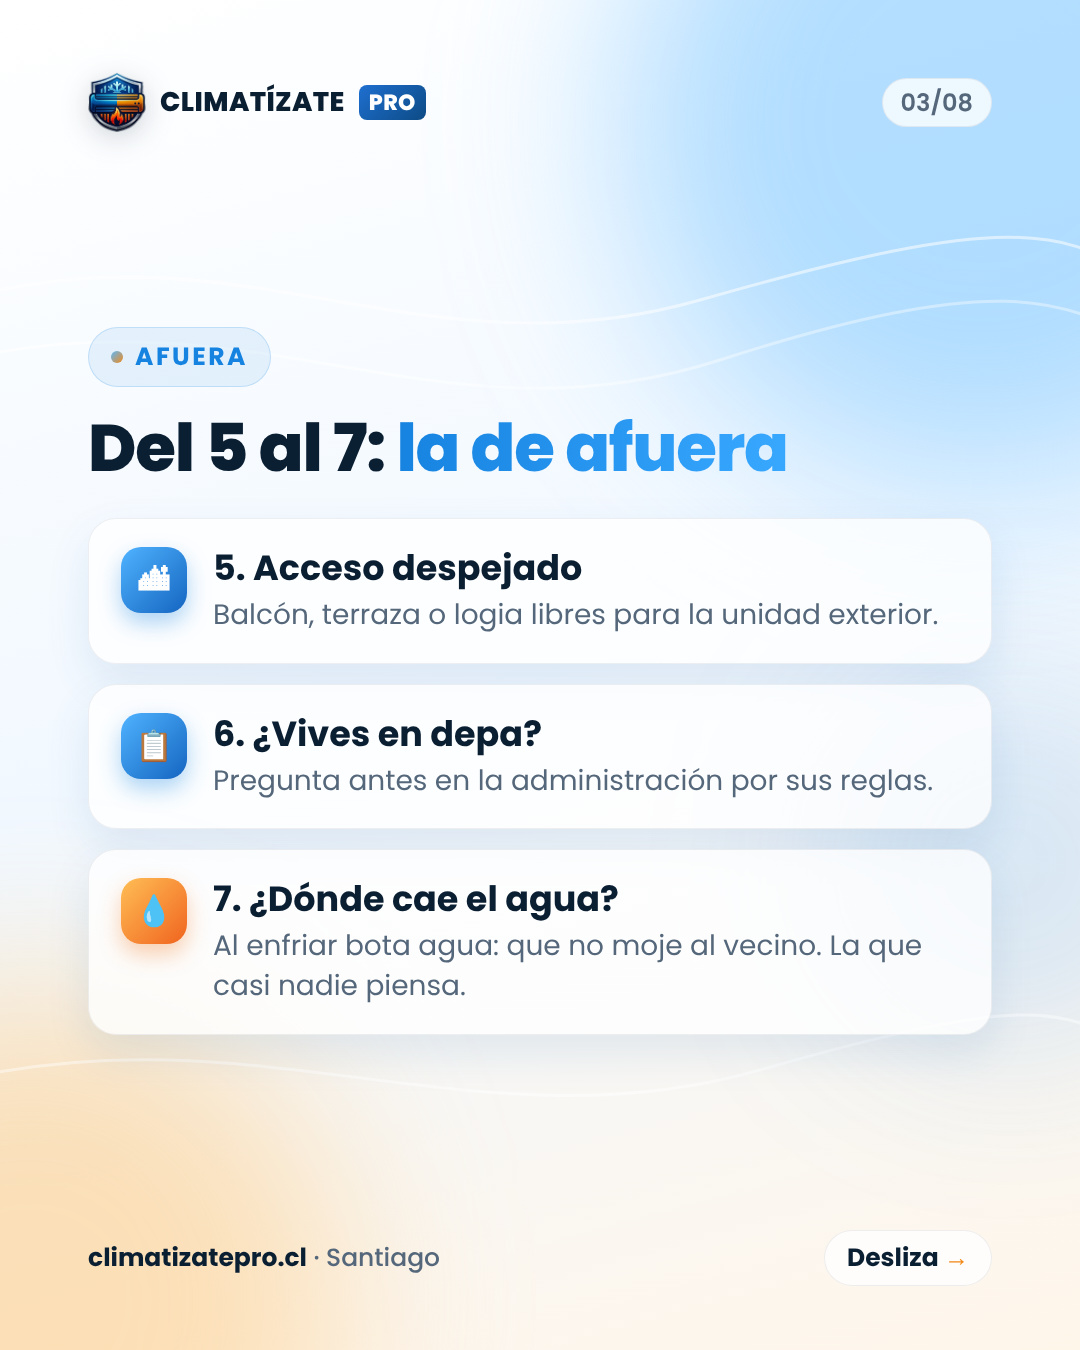 CLIMATÍZATE PRO
03/08
AFUERA
Del 5 al 7: la de afuera
5. Acceso despejado
Balcón, terraza o logia libres para la unidad exterior.
6. ¿Vives en depa?
Pregunta antes en la administración por sus reglas.
7. ¿Dónde cae el agua?
Al enfriar bota agua: que no moje al vecino. La que
casi nadie piensa.
climatizatepro.cl · Santiago
Desliza →